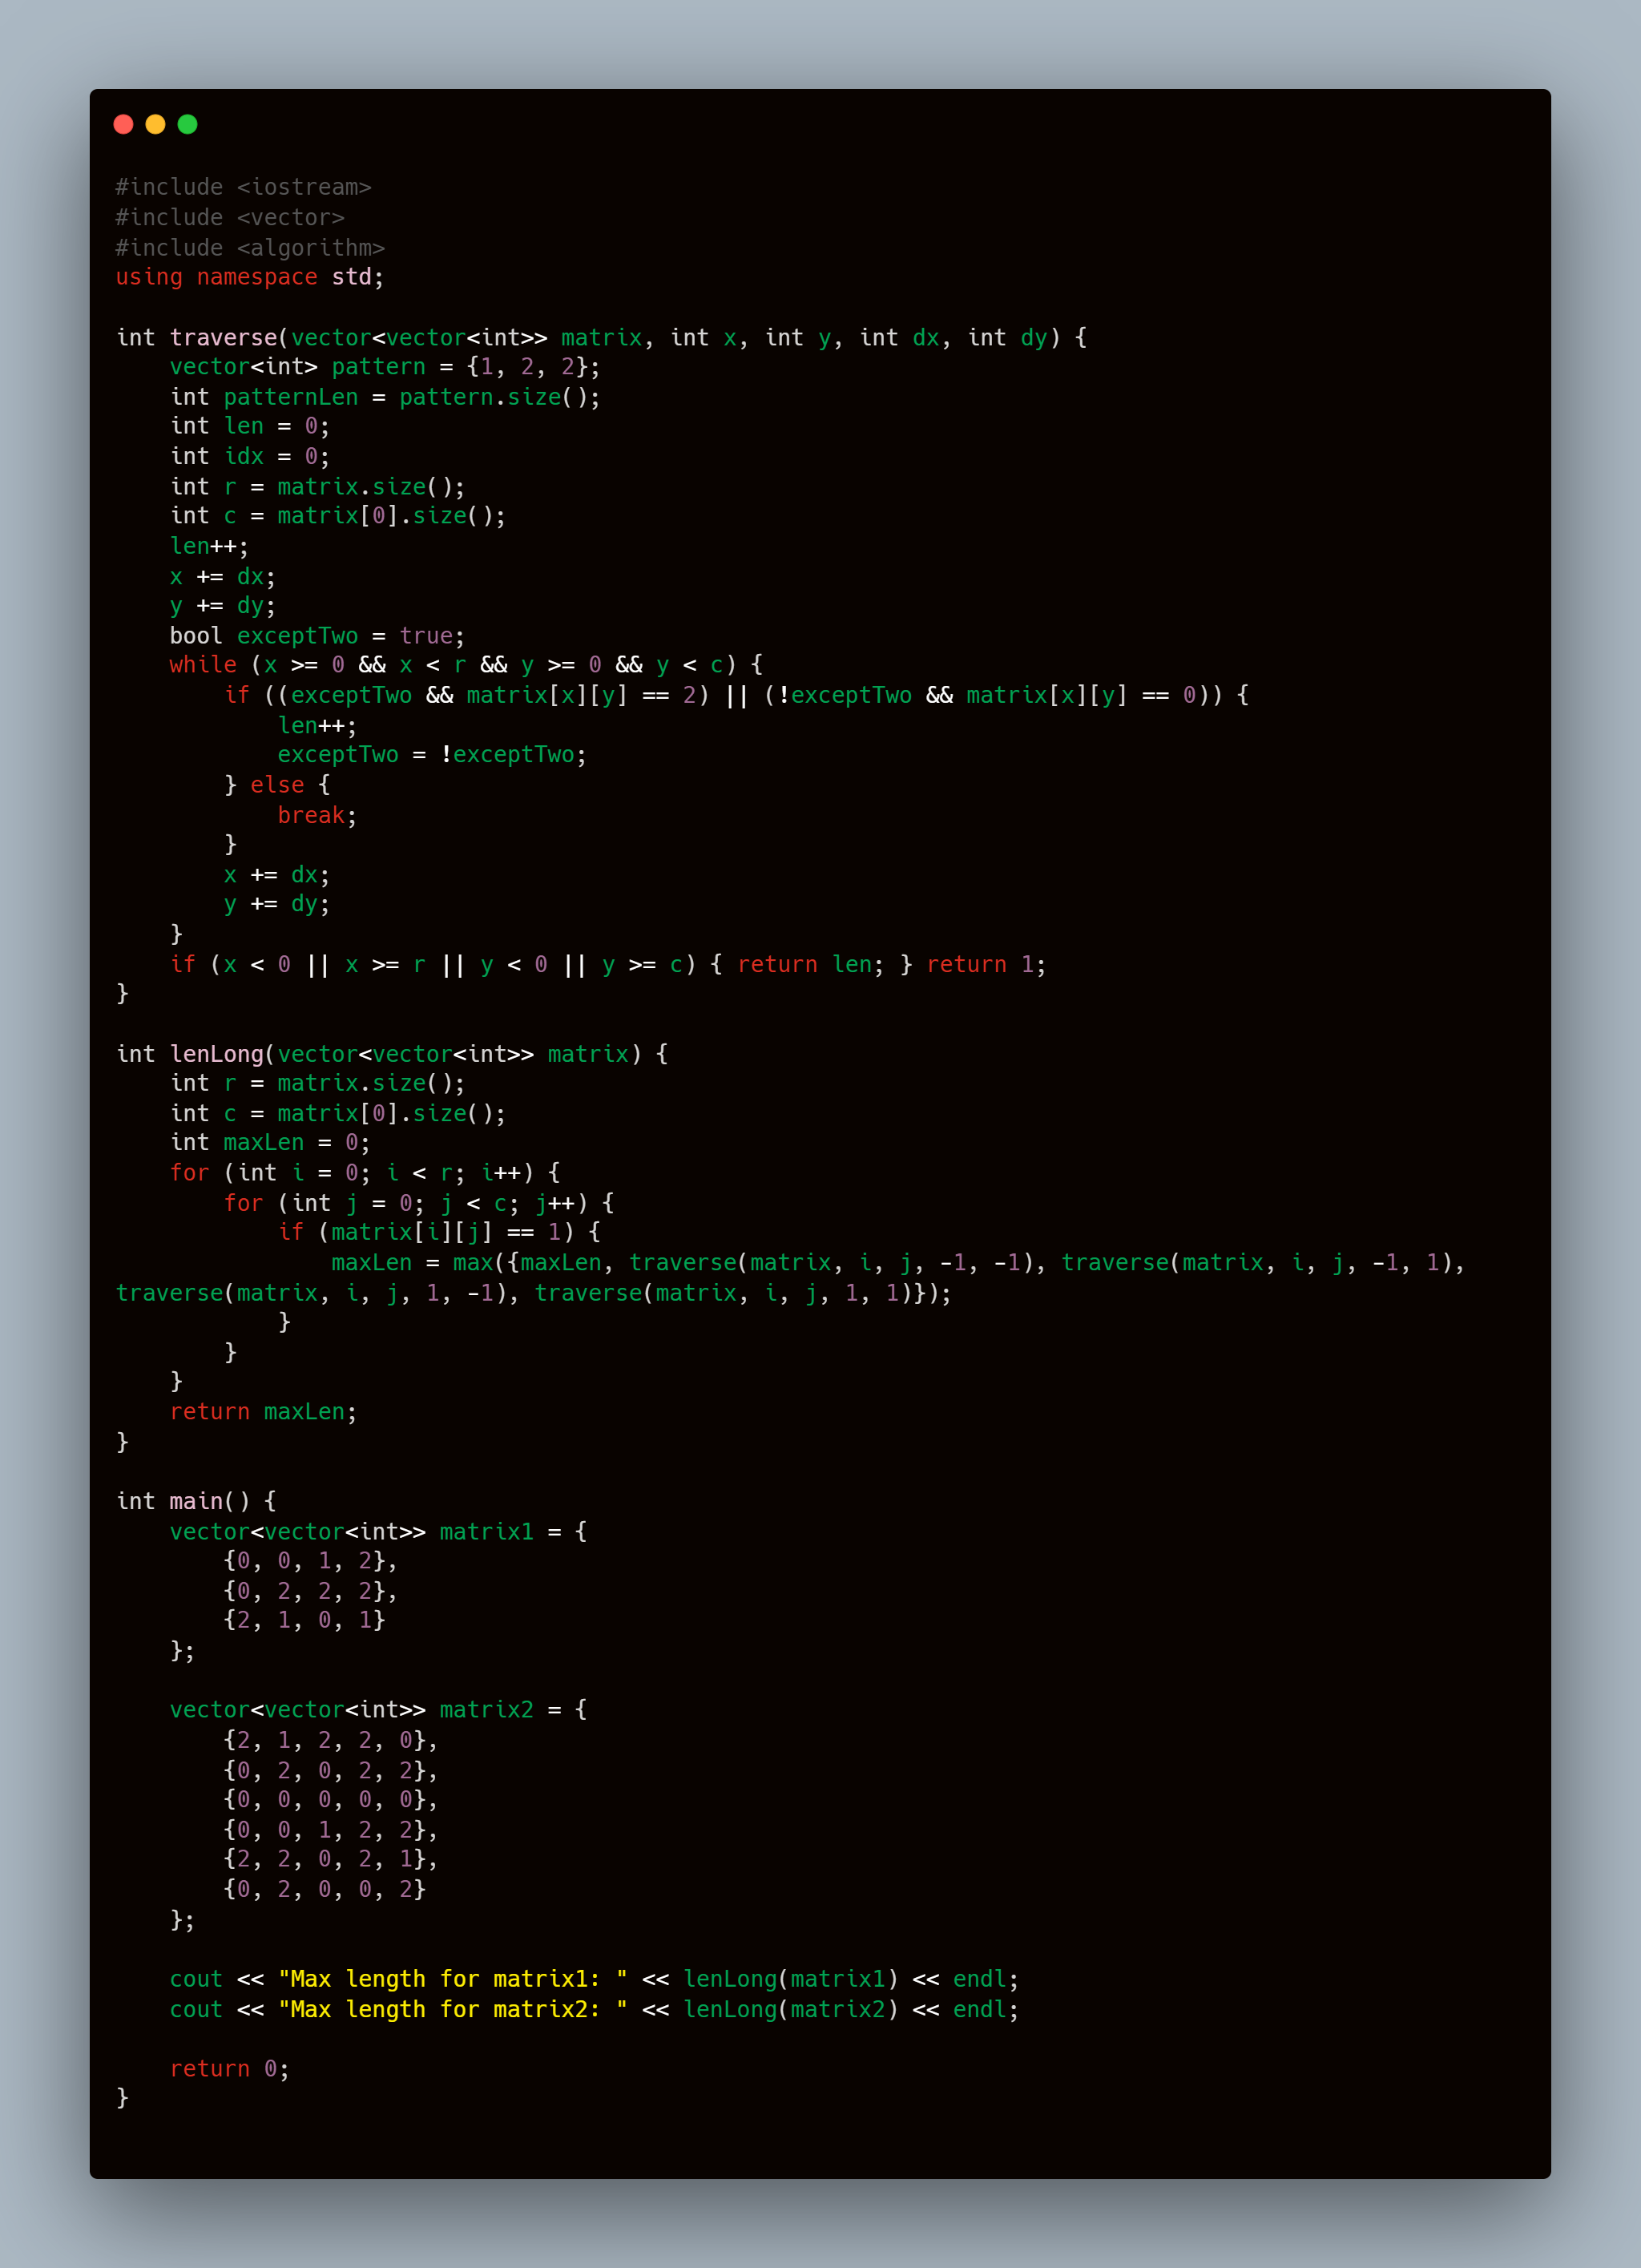 #include <iostream>
#include <vector>
#include <algorithm>
using namespace std;

int traverse(vector<vector<int>> matrix, int x, int y, int dx, int dy) {
    vector<int> pattern = {1, 2, 2};
    int patternLen = pattern.size();
    int len = 0;
    int idx = 0;
    int r = matrix.size();
    int c = matrix[0].size();
    len++;
    x += dx;
    y += dy;
    bool exceptTwo = true;
    while (x >= 0 && x < r && y >= 0 && y < c) {
        if ((exceptTwo && matrix[x][y] == 2) || (!exceptTwo && matrix[x][y] == 0)) {
            len++;
            exceptTwo = !exceptTwo;
        } else {
            break;
        }
        x += dx;
        y += dy;
    }
    if (x < 0 || x >= r || y < 0 || y >= c) { return len; } return 1;
}

int lenLong(vector<vector<int>> matrix) {
    int r = matrix.size();
    int c = matrix[0].size();
    int maxLen = 0;
    for (int i = 0; i < r; i++) {
        for (int j = 0; j < c; j++) {
            if (matrix[i][j] == 1) {
                maxLen = max({maxLen, traverse(matrix, i, j, -1, -1), traverse(matrix, i, j, -1, 1),
traverse(matrix, i, j, 1, -1), traverse(matrix, i, j, 1, 1)});
            }
        }
    }
    return maxLen;
}

int main() {
    vector<vector<int>> matrix1 = {
        {0, 0, 1, 2},
        {0, 2, 2, 2},
        {2, 1, 0, 1}
    };

    vector<vector<int>> matrix2 = {
        {2, 1, 2, 2, 0},
        {0, 2, 0, 2, 2},
        {0, 0, 0, 0, 0},
        {0, 0, 1, 2, 2},
        {2, 2, 0, 2, 1},
        {0, 2, 0, 0, 2}
    };

    cout << "Max length for matrix1: " << lenLong(matrix1) << endl;
    cout << "Max length for matrix2: " << lenLong(matrix2) << endl;

    return 0;
}